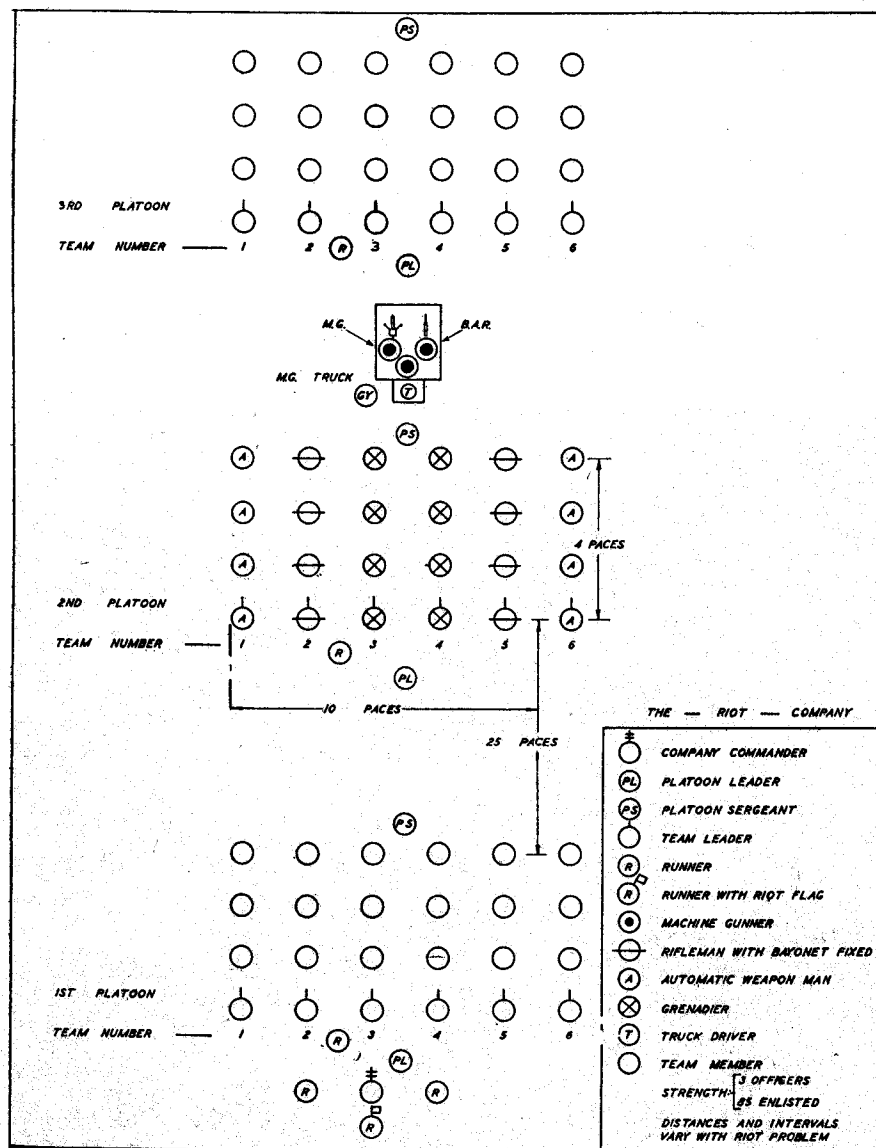 PS
3RD PLATOON
TEAM NUMBER 1 2 R 3 4 5 6
PL
M.G. B.A.R.
M.G. TRUCK
GY T
PS
A A
A A
4 PACES
A A
2ND PLATOON
A A
TEAM NUMBER 1 2 3 4 5 6
R
PL
10 PACES
25 PACES
PS
1ST PLATOON
TEAM NUMBER 1 2 R 3 4 5 6
PL
R R
R
THE — RIOT — COMPANY
COMPANY COMMANDER
PL PLATOON LEADER
PS PLATOON SERGEANT
TEAM LEADER
R RUNNER
R RUNNER WITH RIOT FLAG
MACHINE GUNNER
RIFLEMAN WITH BAYONET FIXED
A AUTOMATIC WEAPON MAN
GRENADIER
T TRUCK DRIVER
TEAM MEMBER
STRENGTH 3 OFFICERS
85 ENLISTED
DISTANCES AND INTERVALS
VARY WITH RIOT PROBLEM